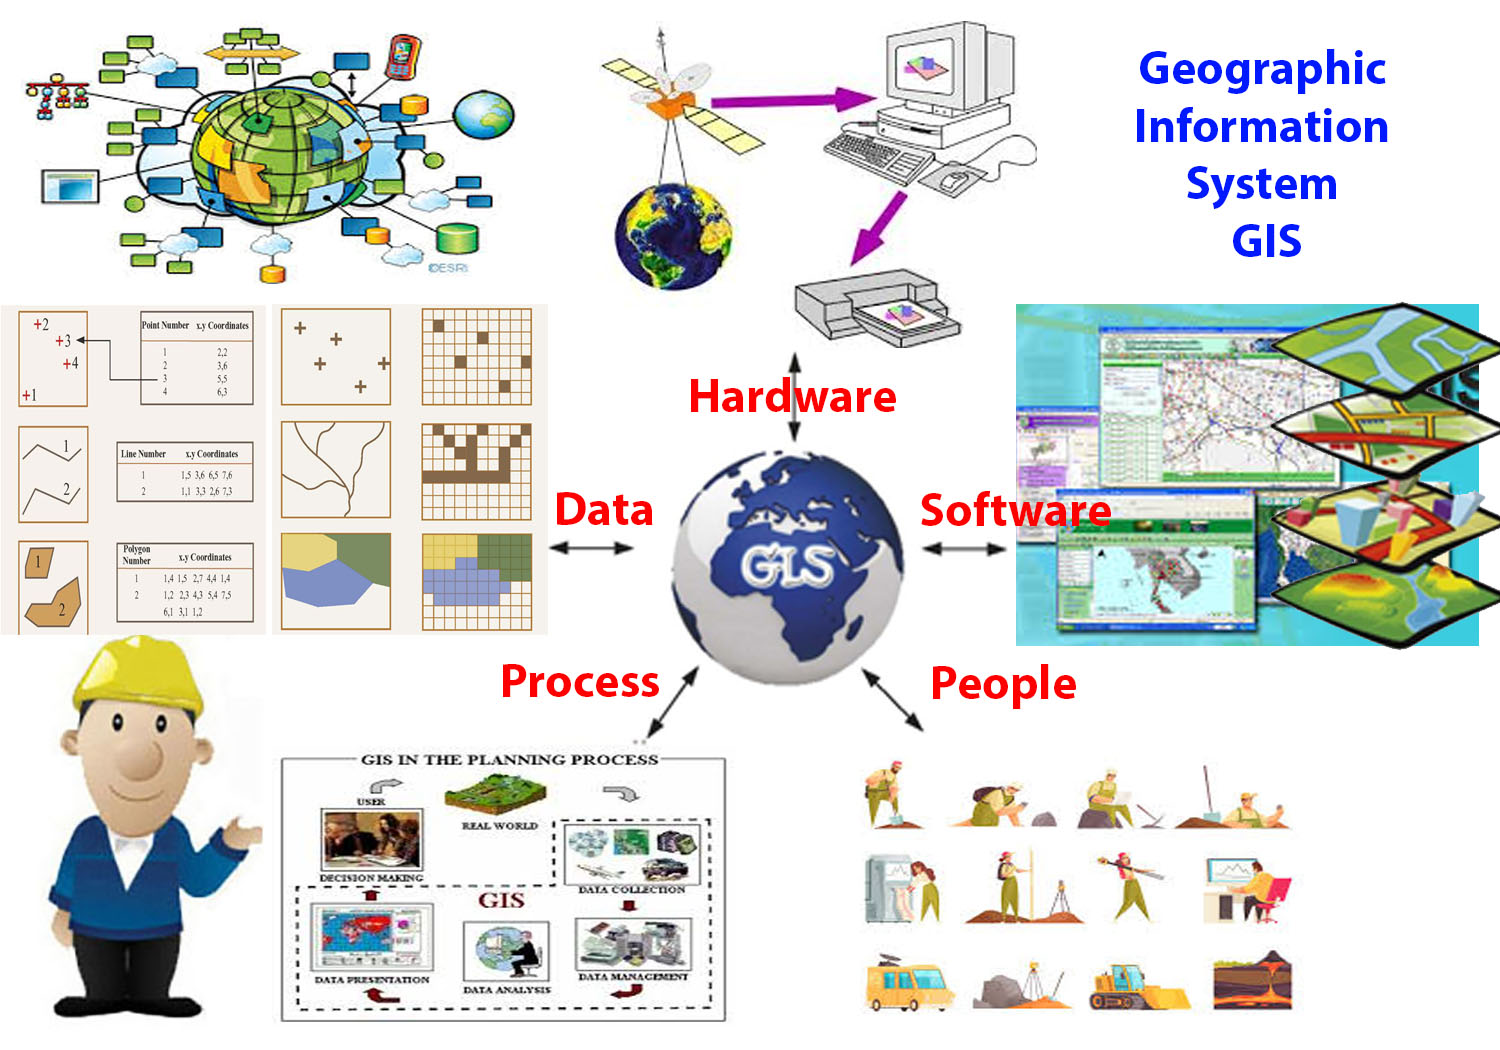 Geographic
Information
System
GIS
©ESRI
+2
+3
+4
+1
Point Number x,y Coordinates
1 2,2
2 3,6
3 5,5
4 6,3
1
2
Line Number x,y Coordinates
1 1,5 3,6 6,5 7,6
2 1,1 3,3 2,6 7,3
1
2
Polygon
Number x,y Coordinates
1 1,4 1,5 2,7 4,4 1,4
2 1,2 2,3 4,3 5,4 7,5
6,1 3,1 1,2
Hardware
Data
Software
GIS
Process
People
GIS IN THE PLANNING PROCESS
USER
REAL WORLD
DECISION MAKING
DATA COLLECTION
GIS
DATA PRESENTATION
DATA ANALYSIS
DATA MANAGEMENT